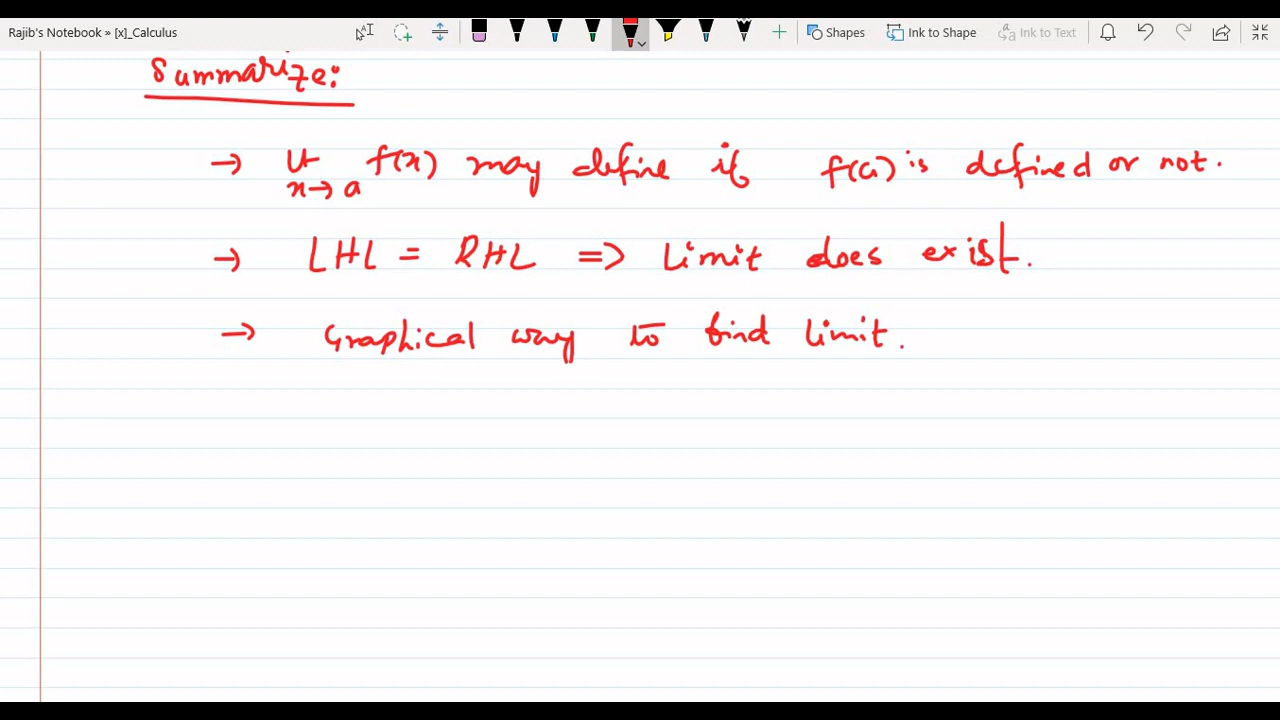 Rajib's Notebook » [x]_Calculus
Shapes
Ink to Shape
Ink to Text
Summarize:
→ Lt f(x) may define if f(a) is defined or not.
x→a
→ LHL = RHL => Limit does exist.
→ Graphical way to find limit.